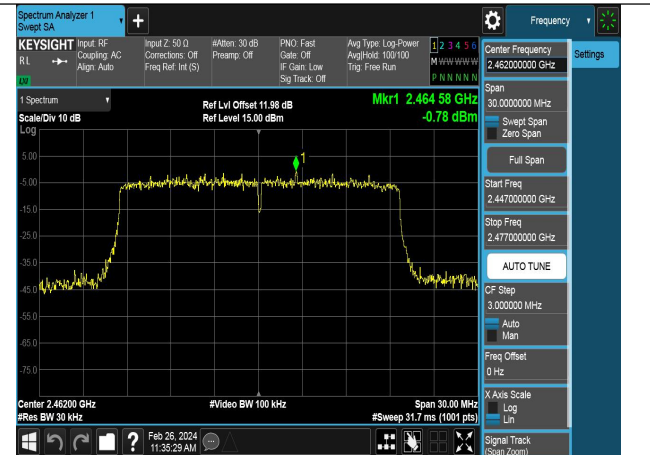 Spectrum Analyzer 1
Swept SA
Frequency
KEYSIGHT
RL
Input: RF
Coupling: AC
Align: Auto
Input Z: 50 Ω
Corrections: Off
Freq Ref: Int (S)
#Atten: 30 dB
Preamp: Off
PNO: Fast
Gate: Off
IF Gain: Low
Sig Track: Off
Avg Type: Log-Power
Avg|Hold: 100/100
Trig: Free Run
1 2 3 4 5 6
M W W W W W
P N N N N N
Center Frequency
2.462000000 GHz
Settings
Span
30.0000000 MHz
Swept Span
Zero Span
Full Span
Start Freq
2.447000000 GHz
Stop Freq
2.477000000 GHz
AUTO TUNE
CF Step
3.000000 MHz
Auto
Man
Freq Offset
0 Hz
X Axis Scale
Log
Lin
Signal Track
(Span Zoom)
1 Spectrum
Scale/Div 10 dB
Log
Ref Lvl Offset 11.98 dB
Ref Level 15.00 dBm
Mkr1 2.464 58 GHz
-0.78 dBm
1
5.00
-5.00
-15.0
-25.0
-35.0
-45.0
-55.0
-65.0
-75.0
Center 2.46200 GHz
#Res BW 30 kHz
#Video BW 100 kHz
Span 30.00 MHz
#Sweep 31.7 ms (1001 pts)
?
Feb 26, 2024
11:35:29 AM